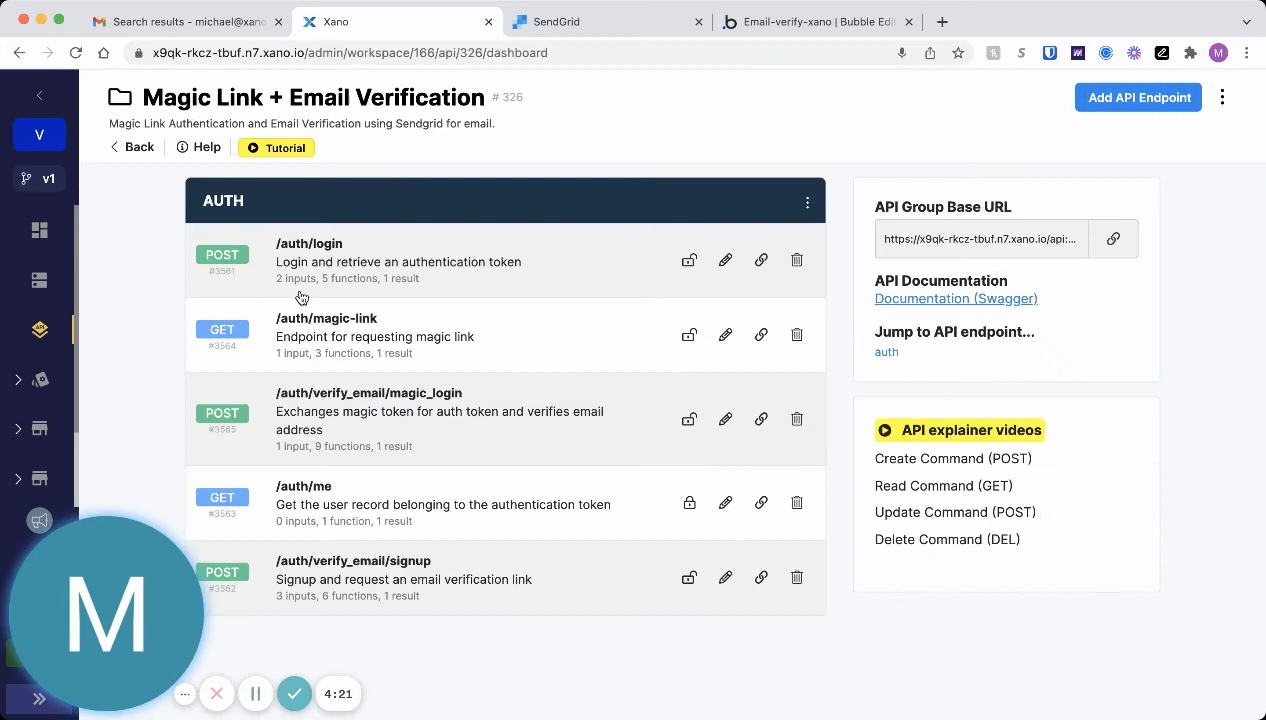 Search results - michael@xano
Xano
SendGrid
Email-verify-xano | Bubble Edi
x9qk-rkcz-tbuf.n7.xano.io/admin/workspace/166/api/326/dashboard
M
Magic Link + Email Verification # 326
Add API Endpoint
Magic Link Authentication and Email Verification using Sendgrid for email.
Back
Help
Tutorial
V
v1
API
AUTH
POST
#3561
/auth/login
Login and retrieve an authentication token
2 inputs, 5 functions, 1 result
GET
#3564
/auth/magic-link
Endpoint for requesting magic link
1 input, 3 functions, 1 result
POST
#3565
/auth/verify_email/magic_login
Exchanges magic token for auth token and verifies email
address
1 input, 9 functions, 1 result
GET
#3563
/auth/me
Get the user record belonging to the authentication token
0 inputs, 1 function, 1 result
POST
#3562
/auth/verify_email/signup
Signup and request an email verification link
3 inputs, 6 functions, 1 result
API Group Base URL
https://x9qk-rkcz-tbuf.n7.xano.io/api:...
API Documentation
Documentation (Swagger)
Jump to API endpoint...
auth
API explainer videos
Create Command (POST)
Read Command (GET)
Update Command (POST)
Delete Command (DEL)
M
4:21